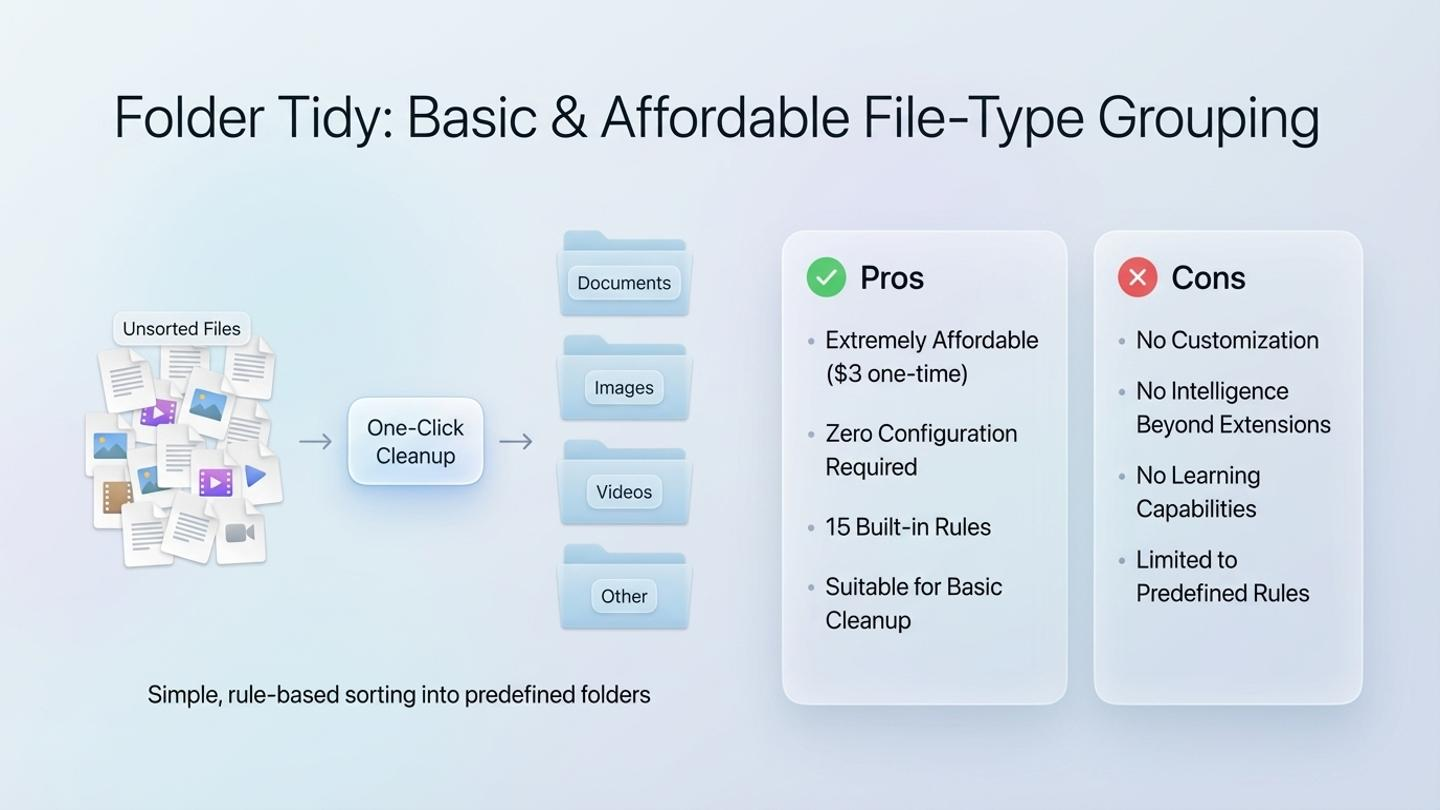 Folder Tidy: Basic & Affordable File-Type Grouping
Unsorted Files
One-Click
Cleanup
Documents
Images
Videos
Other
Simple, rule-based sorting into predefined folders
Pros
• Extremely Affordable
($3 one-time)
• Zero Configuration
Required
• 15 Built-in Rules
• Suitable for Basic
Cleanup
Cons
• No Customization
• No Intelligence
Beyond Extensions
• No Learning
Capabilities
• Limited to
Predefined Rules